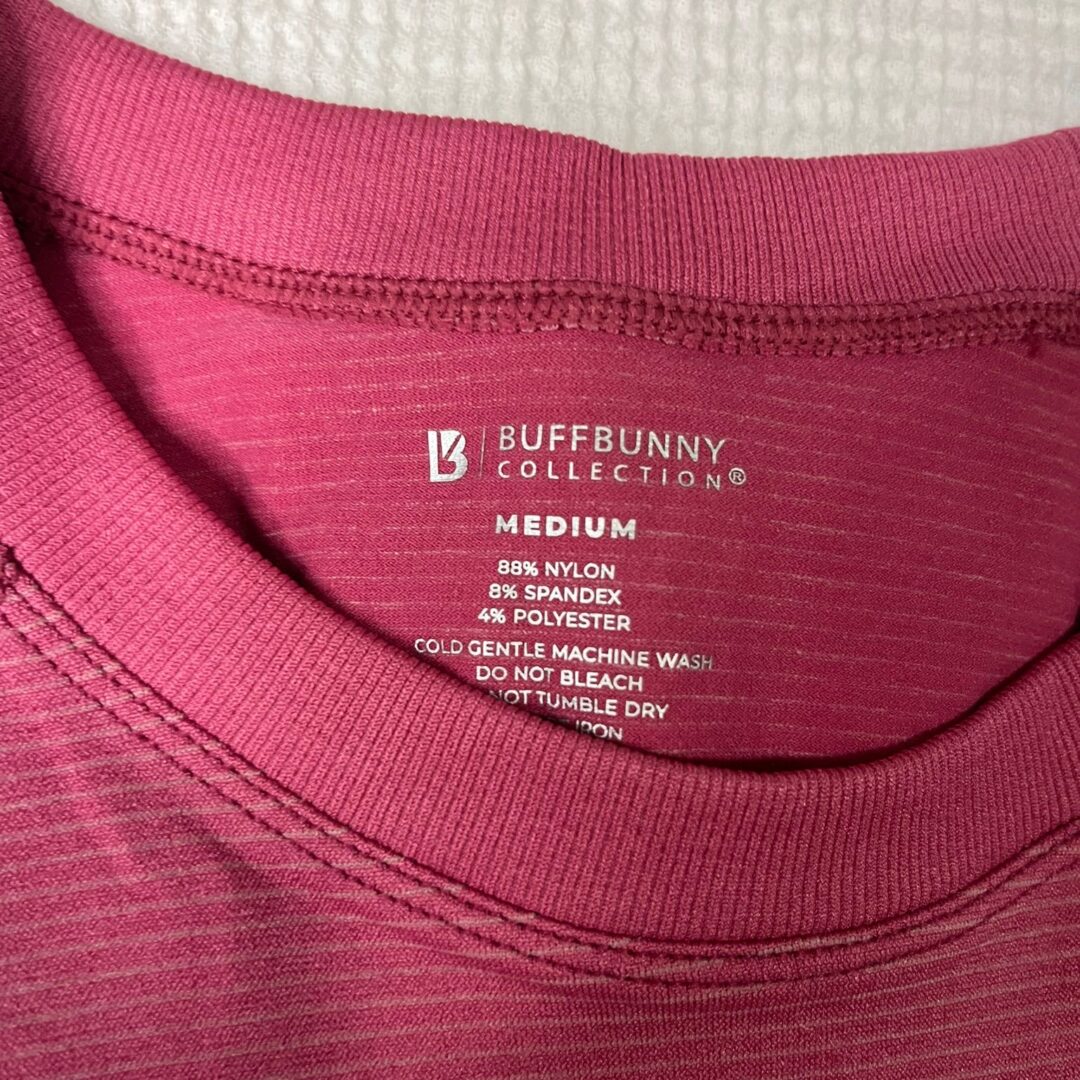 B | BUFFBUNNY
COLLECTION®
MEDIUM
88% NYLON
8% SPANDEX
4% POLYESTER
COLD GENTLE MACHINE WASH
DO NOT BLEACH
NOT TUMBLE DRY
IRON